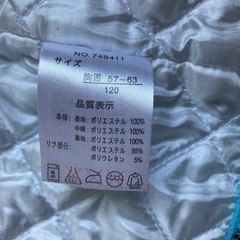 NO.745411
サイズ
胸囲 57-63
120
品質表示
本体: 表地: ポリエステル 100%
中綿: ポリエステル 100%
裏地: ポリエステル 100%
リブ部分: ポリエステル 95%
ポリウレタン 5%